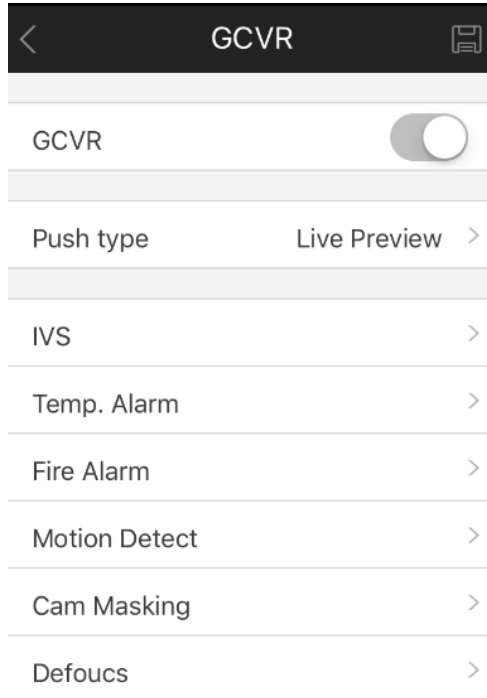 GCVR
GCVR
Push type Live Preview
IVS
Temp. Alarm
Fire Alarm
Motion Detect
Cam Masking
Defoucs